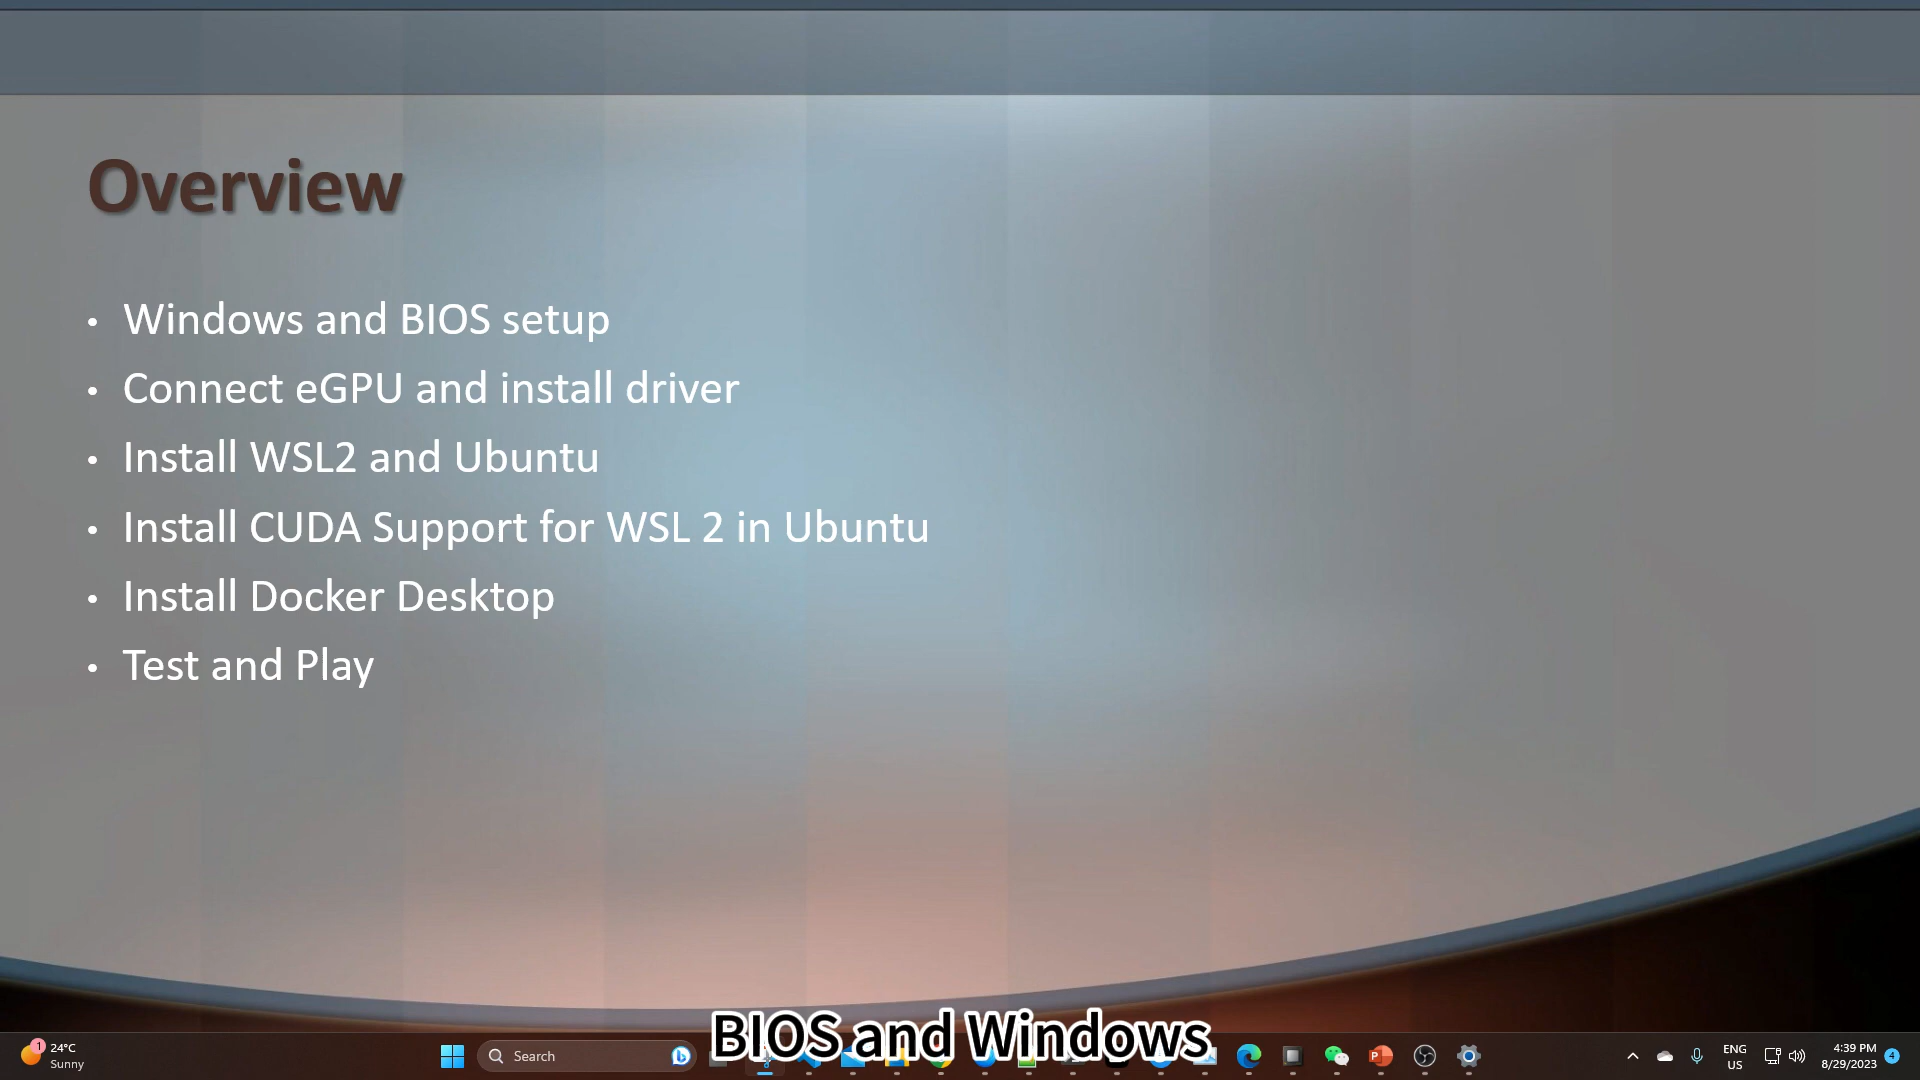 Overview
• Windows and BIOS setup
• Connect eGPU and install driver
• Install WSL2 and Ubuntu
• Install CUDA Support for WSL 2 in Ubuntu
• Install Docker Desktop
• Test and Play
BIOS and Windows
1
24°C
Sunny
Search
ENG
US
4:39 PM
8/29/2023
4